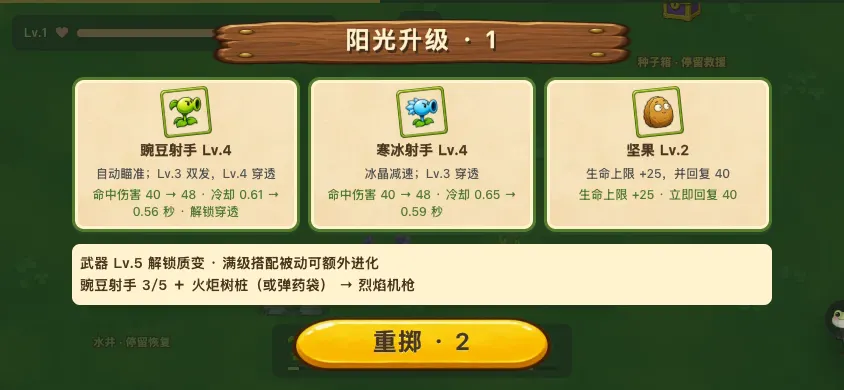 Lv.1
阳光升级 · 1
种子箱 · 停留救援
豌豆射手 Lv.4
自动瞄准；Lv.3 双发，Lv.4 穿透
命中伤害 40 → 48 · 冷却 0.61 →
0.56 秒 · 解锁穿透
寒冰射手 Lv.4
冰晶减速；Lv.3 穿透
命中伤害 40 → 48 · 冷却 0.65 →
0.59 秒
坚果 Lv.2
生命上限 +25，并回复 40
生命上限 +25 · 立即回复 40
武器 Lv.5 解锁质变 · 满级搭配被动可额外进化
豌豆射手 3/5 + 火炬树桩（或弹药袋） → 烈焰机枪
水井 · 停留恢复
重掷 · 2